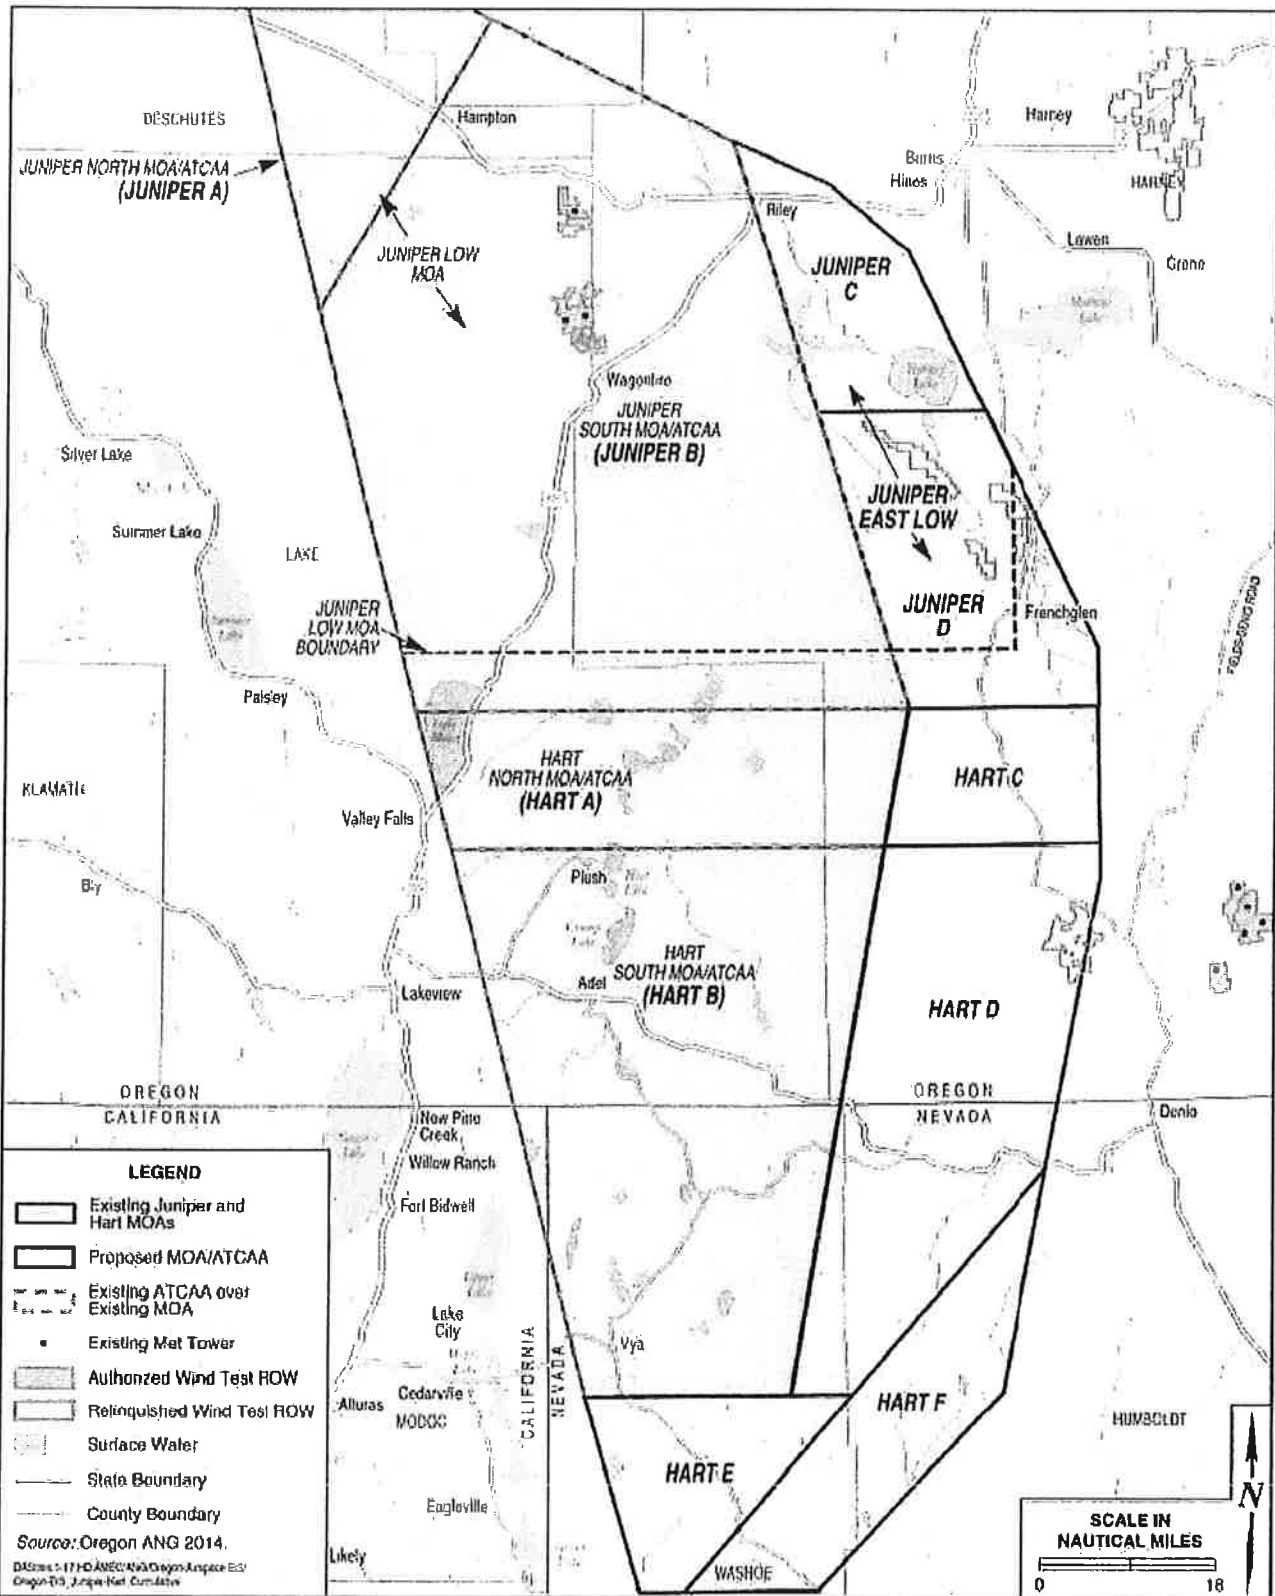 DESCHUTES
Hampton
Harney
JUNIPER NORTH MOA/ATCAA
(JUNIPER A)
Burns
Hines
HARNEY
Riley
JUNIPER LOW
MOA
Lawen
Crane
JUNIPER
C
Wagontire
JUNIPER
SOUTH MOA/ATCAA
(JUNIPER B)
Silver Lake
Summer Lake
LAKE
JUNIPER
EAST LOW
JUNIPER
LOW MOA
BOUNDARY
JUNIPER
D
Frenchglen
FIELDS-DENIO ROAD
Paisley
HART
NORTH MOA/ATCAA
(HART A)
HART C
KLAMATH
Valley Falls
Plush
Bly
HART
SOUTH MOA/ATCAA
(HART B)
Adel
Lakeview
HART D
OREGON
CALIFORNIA
OREGON
NEVADA
New Pine
Creek
Denio
Willow Ranch
Fort Bidwell
Lake
City
Vya
CALIFORNIA
NEVADA
Alturas
Cedarville
MODOC
HART F
HUMBOLDT
HART E
Eagleville
Likely
WASHOE
LEGEND
Existing Juniper and
Hart MOAs
Proposed MOA/ATCAA
Existing ATCAA over
Existing MOA
Existing Met Tower
Authorized Wind Test ROW
Relinquished Wind Test ROW
Surface Water
State Boundary
County Boundary
Source: Oregon ANG 2014.
SCALE IN
NAUTICAL MILES
0 18
N